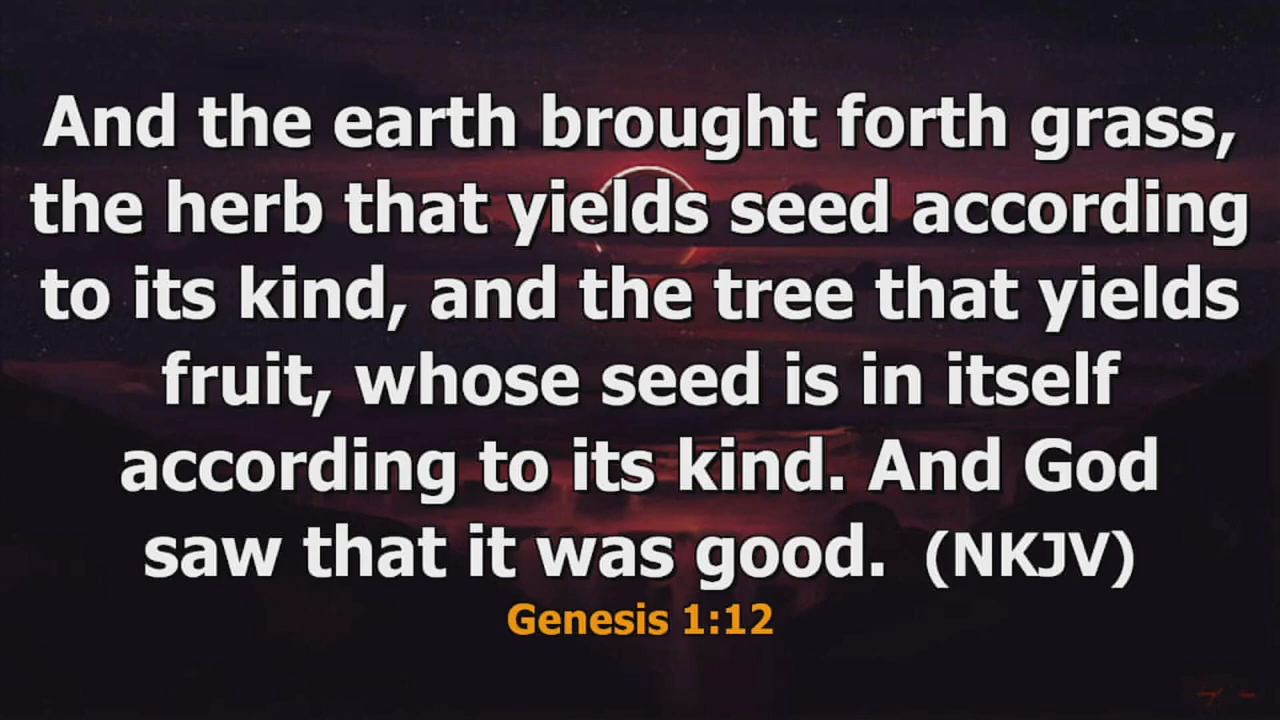 And the earth brought forth grass,
the herb that yields seed according
to its kind, and the tree that yields
fruit, whose seed is in itself
according to its kind. And God
saw that it was good.  (NKJV)
Genesis 1:12